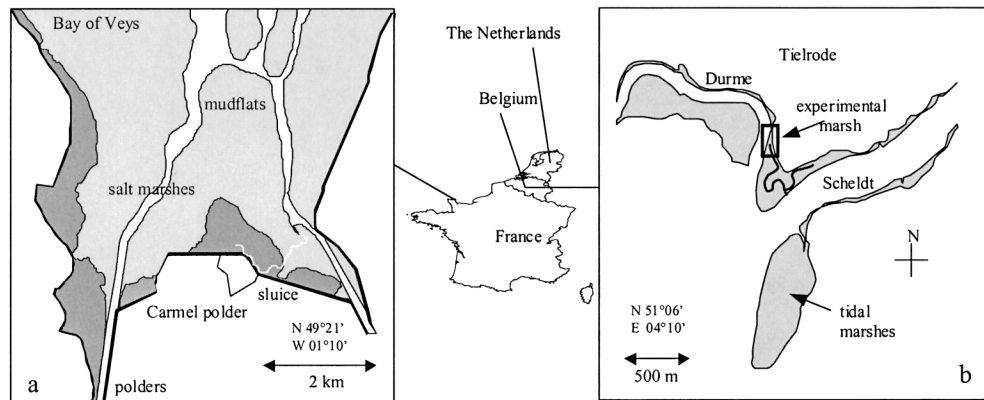 Bay of Veys
mudflats
salt marshes
sluice
Carmel polder
N 49°21'
W 01°10'
2 km
a
polders
The Netherlands
Belgium
France
Tielrode
Durme
experimental
marsh
Scheldt
N
tidal
marshes
N 51°06'
E 04°10'
500 m
b